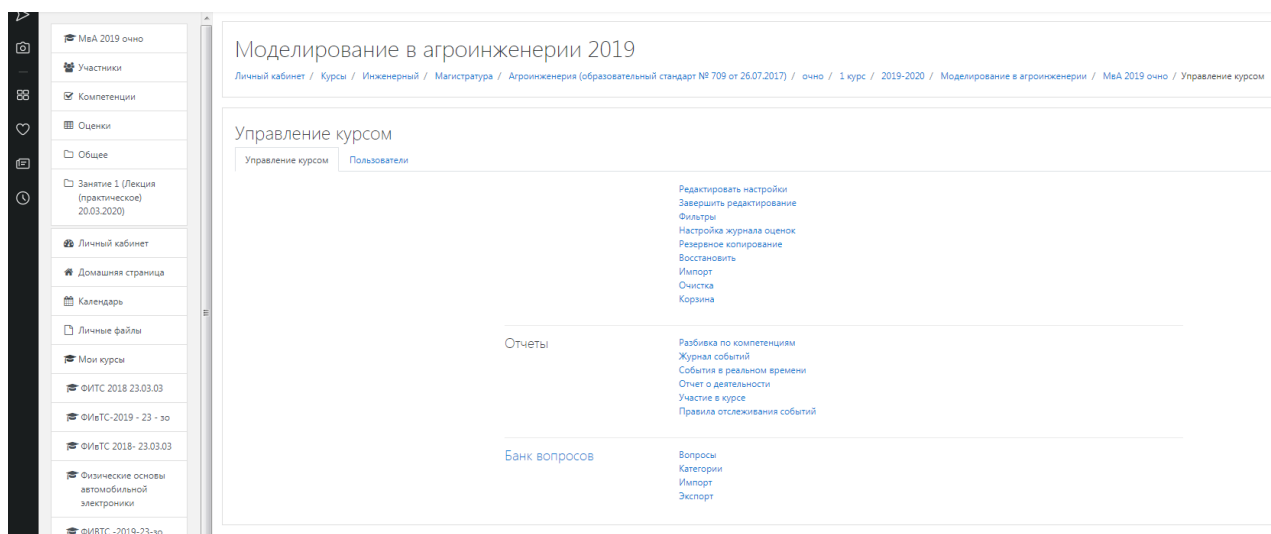 МвА 2019 очно
Участники
Компетенции
Оценки
Общее
Занятие 1 (Лекция
(практическое)
20.03.2020)
Личный кабинет
Домашняя страница
Календарь
Личные файлы
Мои курсы
ФИТС 2018 23.03.03
ФИвТС-2019 - 23 - зо
ФИвТС 2018- 23.03.03
Физические основы
автомобильной
электроники
ФИВТС -2019-23-зо
Моделирование в агроинженерии 2019
Личный кабинет / Курсы / Инженерный / Магистратура / Агроинженерия (образовательный стандарт № 709 от 26.07.2017) / очно / 1 курс / 2019-2020 / Моделирование в агроинженерии / МвА 2019 очно / Управление курсом
Управление курсом
Управление курсом Пользователи
Редактировать настройки
Завершить редактирование
Фильтры
Настройка журнала оценок
Резервное копирование
Восстановить
Импорт
Очистка
Корзина
Отчеты
Разбивка по компетенциям
Журнал событий
События в реальном времени
Отчет о деятельности
Участие в курсе
Правила отслеживания событий
Банк вопросов
Вопросы
Категории
Импорт
Экспорт